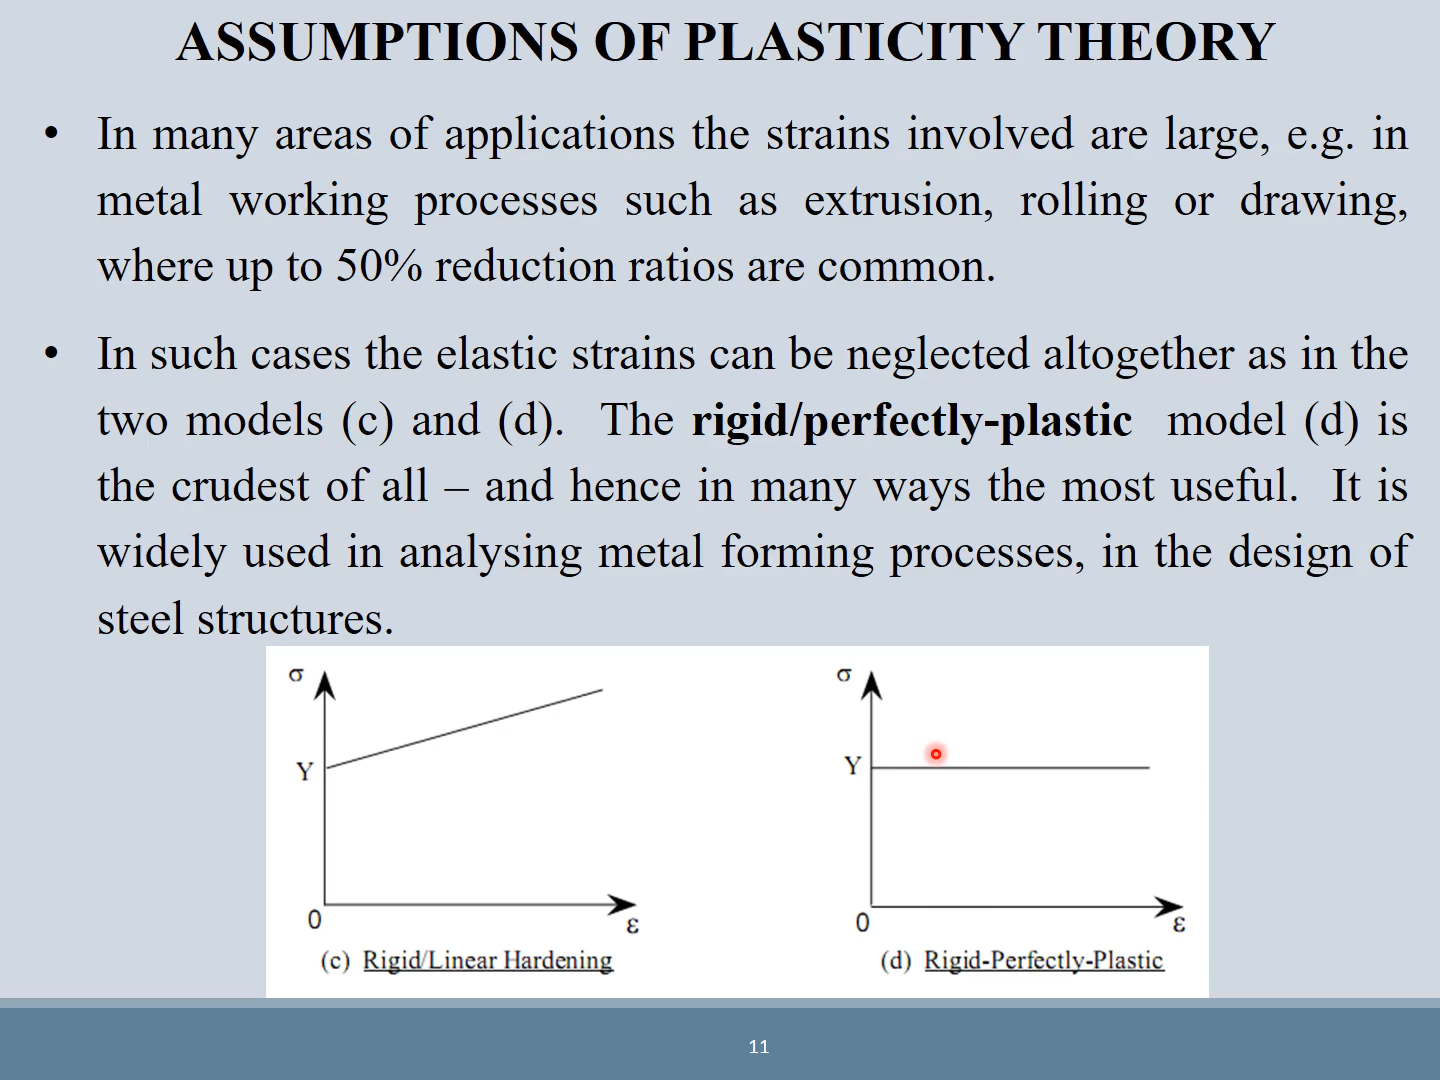 ASSUMPTIONS OF PLASTICITY THEORY
• In many areas of applications the strains involved are large, e.g. in
metal working processes such as extrusion, rolling or drawing,
where up to 50% reduction ratios are common.
• In such cases the elastic strains can be neglected altogether as in the
two models (c) and (d). The rigid/perfectly-plastic model (d) is
the crudest of all – and hence in many ways the most useful. It is
widely used in analysing metal forming processes, in the design of
steel structures.
σ
Y
0
ε
(c) Rigid/Linear Hardening
σ
Y
0
ε
(d) Rigid-Perfectly-Plastic
11